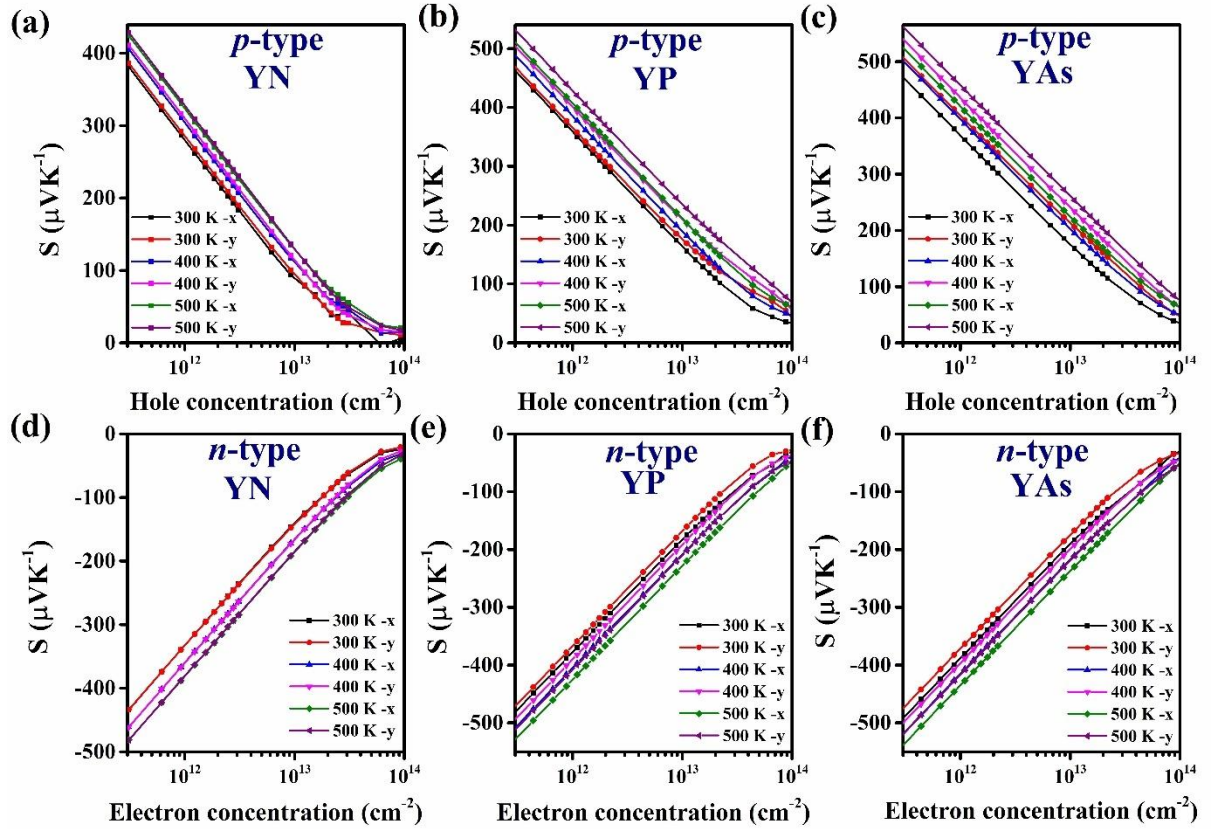 (a)
p-type
YN
400
300
200
100
0
S (μVK⁻¹)
300 K -x
300 K -y
400 K -x
400 K -y
500 K -x
500 K -y
10¹² 10¹³ 10¹⁴
Hole concentration (cm⁻²)
(b)
p-type
YP
500
400
300
200
100
0
S (μVK⁻¹)
300 K -x
300 K -y
400 K -x
400 K -y
500 K -x
500 K -y
10¹² 10¹³ 10¹⁴
Hole concentration (cm⁻²)
(c)
p-type
YAs
500
400
300
200
100
0
S (μVK⁻¹)
300 K -x
300 K -y
400 K -x
400 K -y
500 K -x
500 K -y
10¹² 10¹³ 10¹⁴
Hole concentration (cm⁻²)
(d)
n-type
YN
0
-100
-200
-300
-400
-500
S (μVK⁻¹)
300 K -x
300 K -y
400 K -x
400 K -y
500 K -x
500 K -y
10¹² 10¹³ 10¹⁴
Electron concentration (cm⁻²)
(e)
n-type
YP
0
-100
-200
-300
-400
-500
S (μVK⁻¹)
300 K -x
300 K -y
400 K -x
400 K -y
500 K -x
500 K -y
10¹² 10¹³ 10¹⁴
Electron concentration (cm⁻²)
(f)
n-type
YAs
0
-100
-200
-300
-400
-500
S (μVK⁻¹)
300 K -x
300 K -y
400 K -x
400 K -y
500 K -x
500 K -y
10¹² 10¹³ 10¹⁴
Electron concentration (cm⁻²)